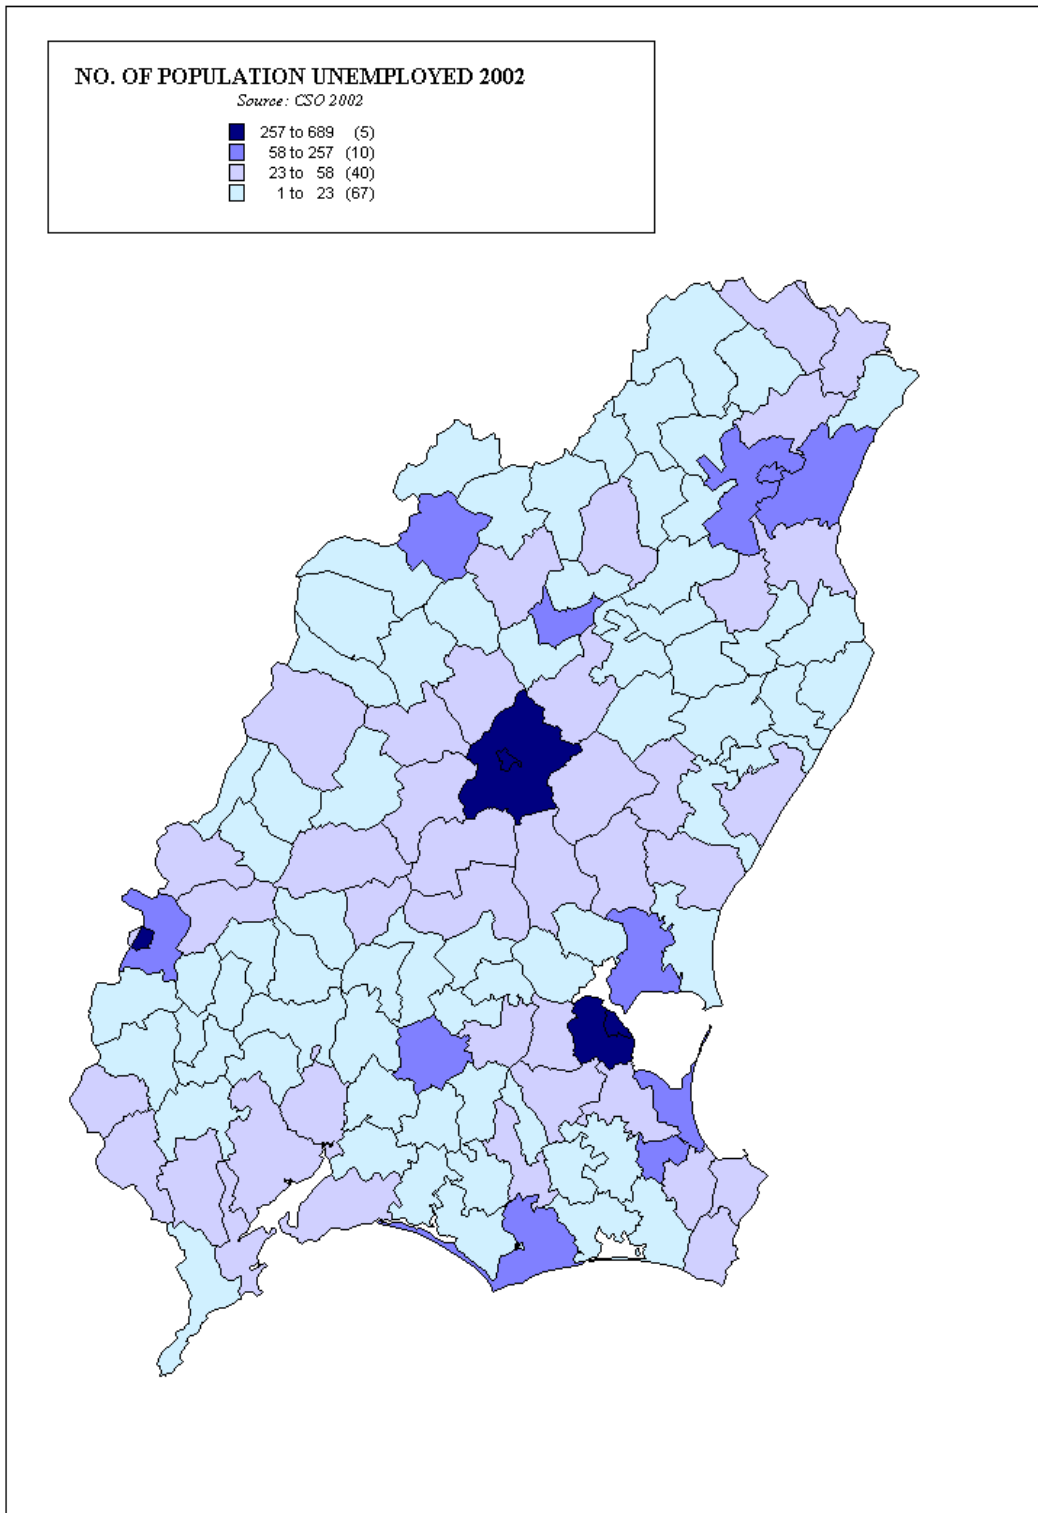 NO. OF POPULATION UNEMPLOYED 2002
Source: CSO 2002
257 to 689 (5)
58 to 257 (10)
23 to 58 (40)
1 to 23 (67)